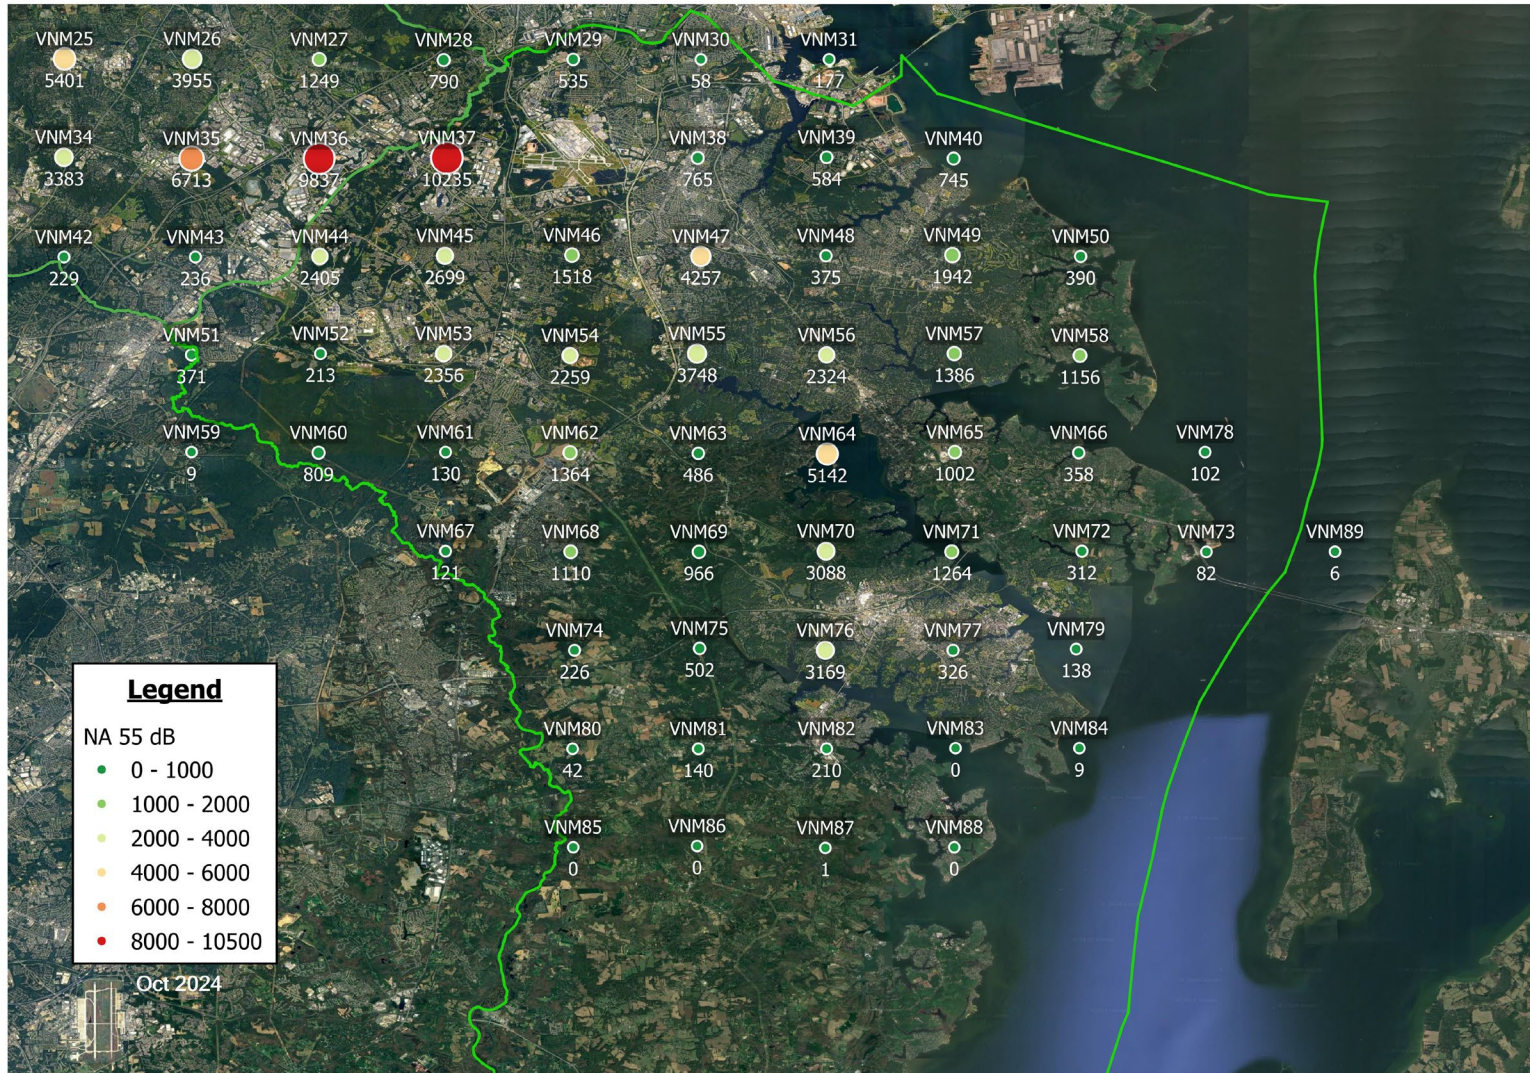 VNM25 VNM26 VNM27 VNM28 VNM29 VNM30 VNM31
5401 3955 1249 790 535 58 177
VNM34 VNM35 VNM36 VNM37 VNM38 VNM39 VNM40
3383 6713 9837 10235 765 584 745
VNM42 VNM43 VNM44 VNM45 VNM46 VNM47 VNM48 VNM49 VNM50
229 236 2405 2699 1518 4257 375 1942 390
VNM51 VNM52 VNM53 VNM54 VNM55 VNM56 VNM57 VNM58
371 213 2356 2259 3748 2324 1386 1156
VNM59 VNM60 VNM61 VNM62 VNM63 VNM64 VNM65 VNM66 VNM78
9 809 130 1364 486 5142 1002 358 102
VNM67 VNM68 VNM69 VNM70 VNM71 VNM72 VNM73 VNM89
121 1110 966 3088 1264 312 82 6
VNM74 VNM75 VNM76 VNM77 VNM79
226 502 3169 326 138
VNM80 VNM81 VNM82 VNM83 VNM84
42 140 210 0 9
VNM85 VNM86 VNM87 VNM88
0 0 1 0
Legend
NA 55 dB
0 - 1000
1000 - 2000
2000 - 4000
4000 - 6000
6000 - 8000
8000 - 10500
Oct 2024